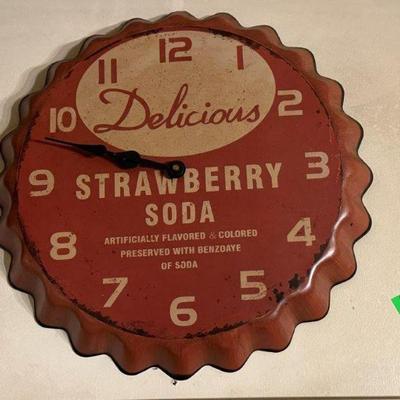 11 12 1
Delicious
10 2
9 3
STRAWBERRY
SODA
8 4
ARTIFICIALLY FLAVORED & COLORED
PRESERVED WITH BENZOAYE
OF SODA
7 5
6